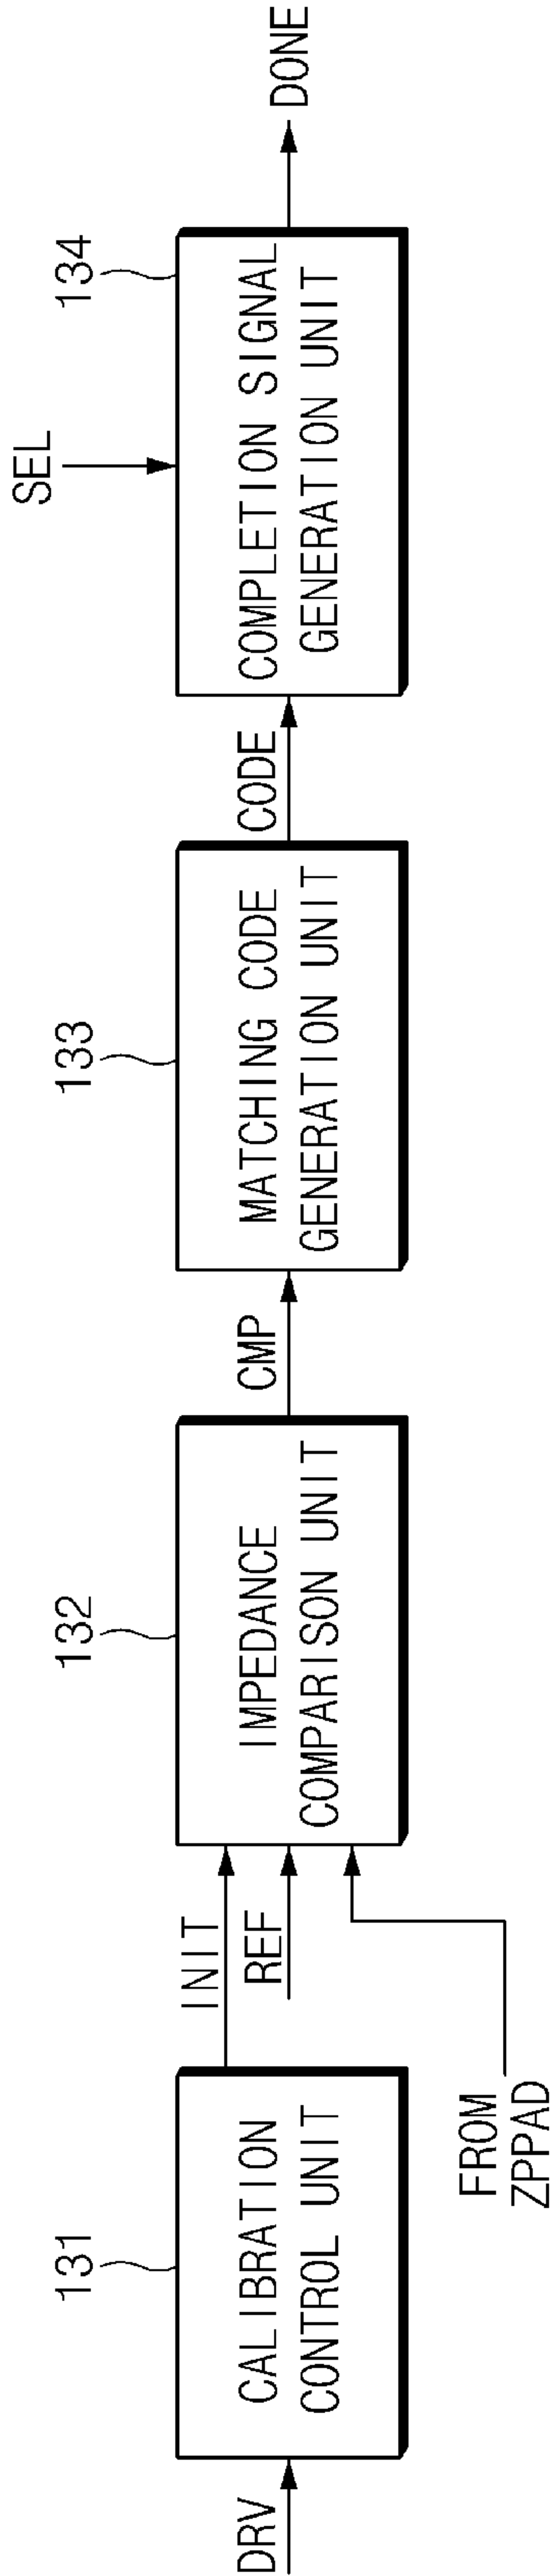 DRV
131
CALIBRATION
CONTROL UNIT
INIT
REF
FROM
ZPPAD
132
IMPEDANCE
COMPARISON UNIT
CMP
133
MATCHING CODE
GENERATION UNIT
CODE
SEL
134
COMPLETION SIGNAL
GENERATION UNIT
DONE